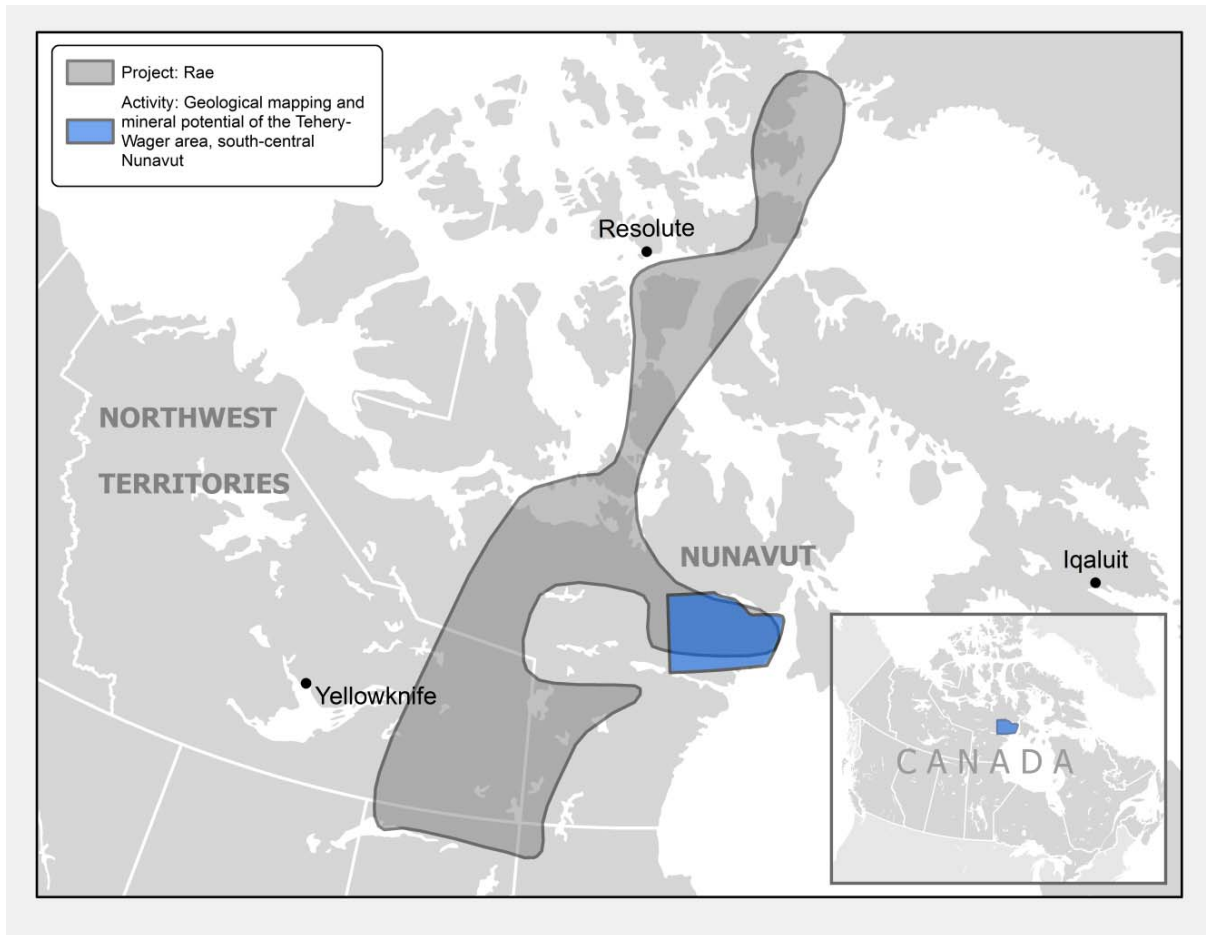 Project: Rae
Activity: Geological mapping and
mineral potential of the Tehery-
Wager area, south-central
Nunavut
Resolute
NORTHWEST
TERRITORIES
NUNAVUT
Iqaluit
Yellowknife
CANADA